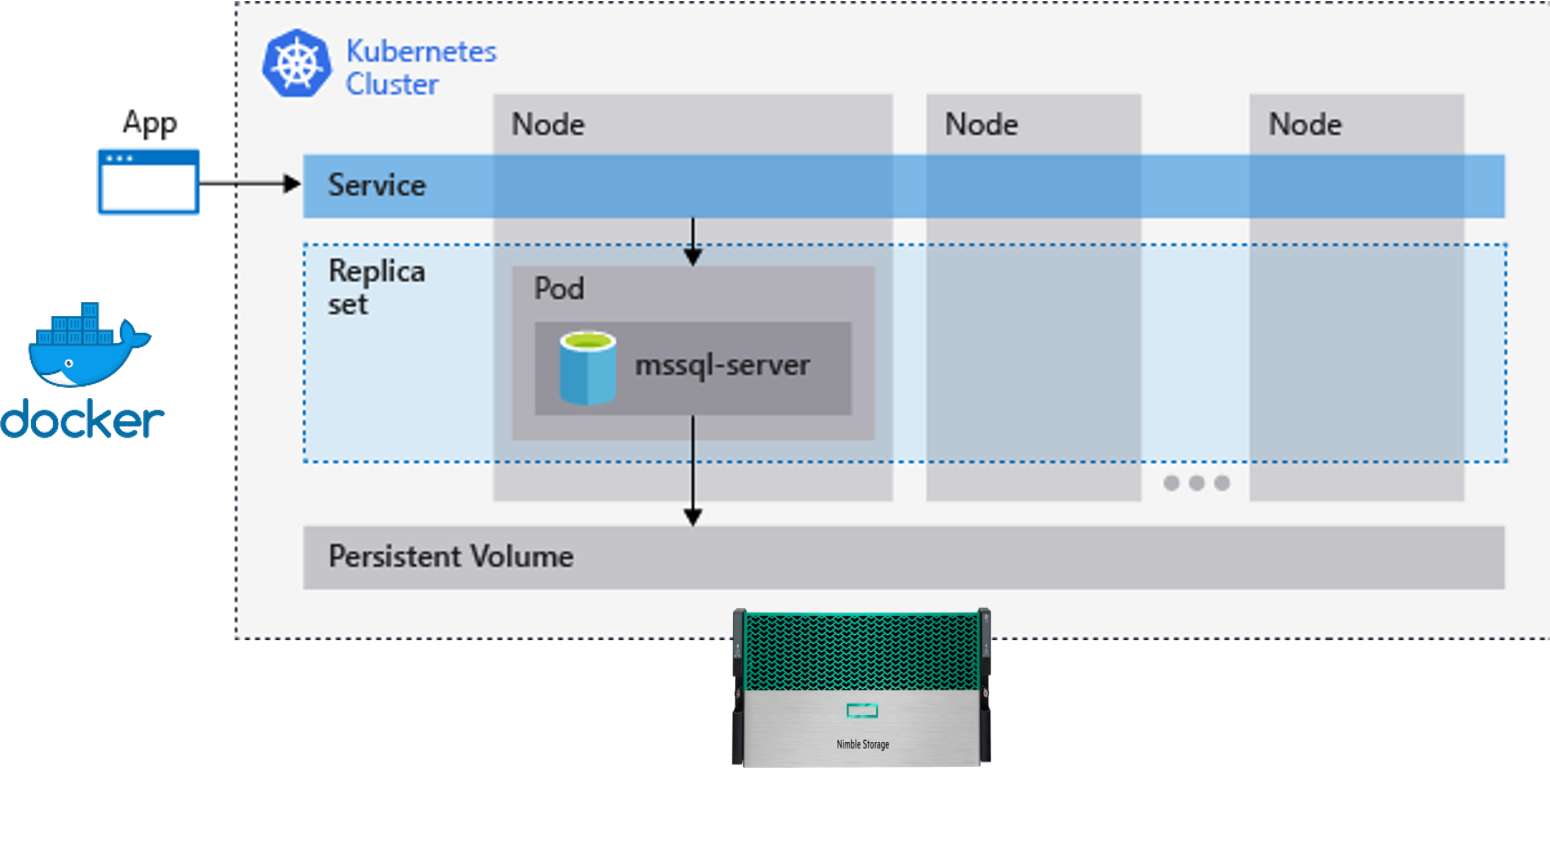 Kubernetes
Cluster
App
Node
Node
Node
Service
Replica
set
Pod
mssql-server
docker
Persistent Volume
Nimble Storage